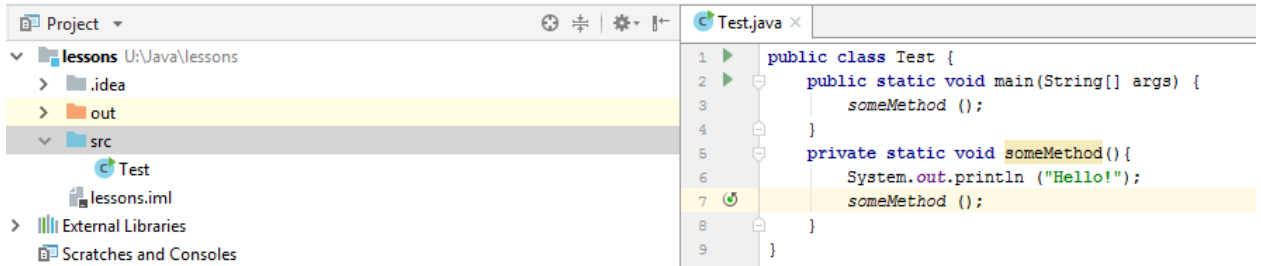 Project
lessons U:\Java\lessons
.idea
out
src
Test
lessons.iml
External Libraries
Scratches and Consoles
Test.java
1 public class Test {
2 public static void main(String[] args) {
3 someMethod ();
4 }
5 private static void someMethod(){
6 System.out.println ("Hello!");
7 someMethod ();
8 }
9 }